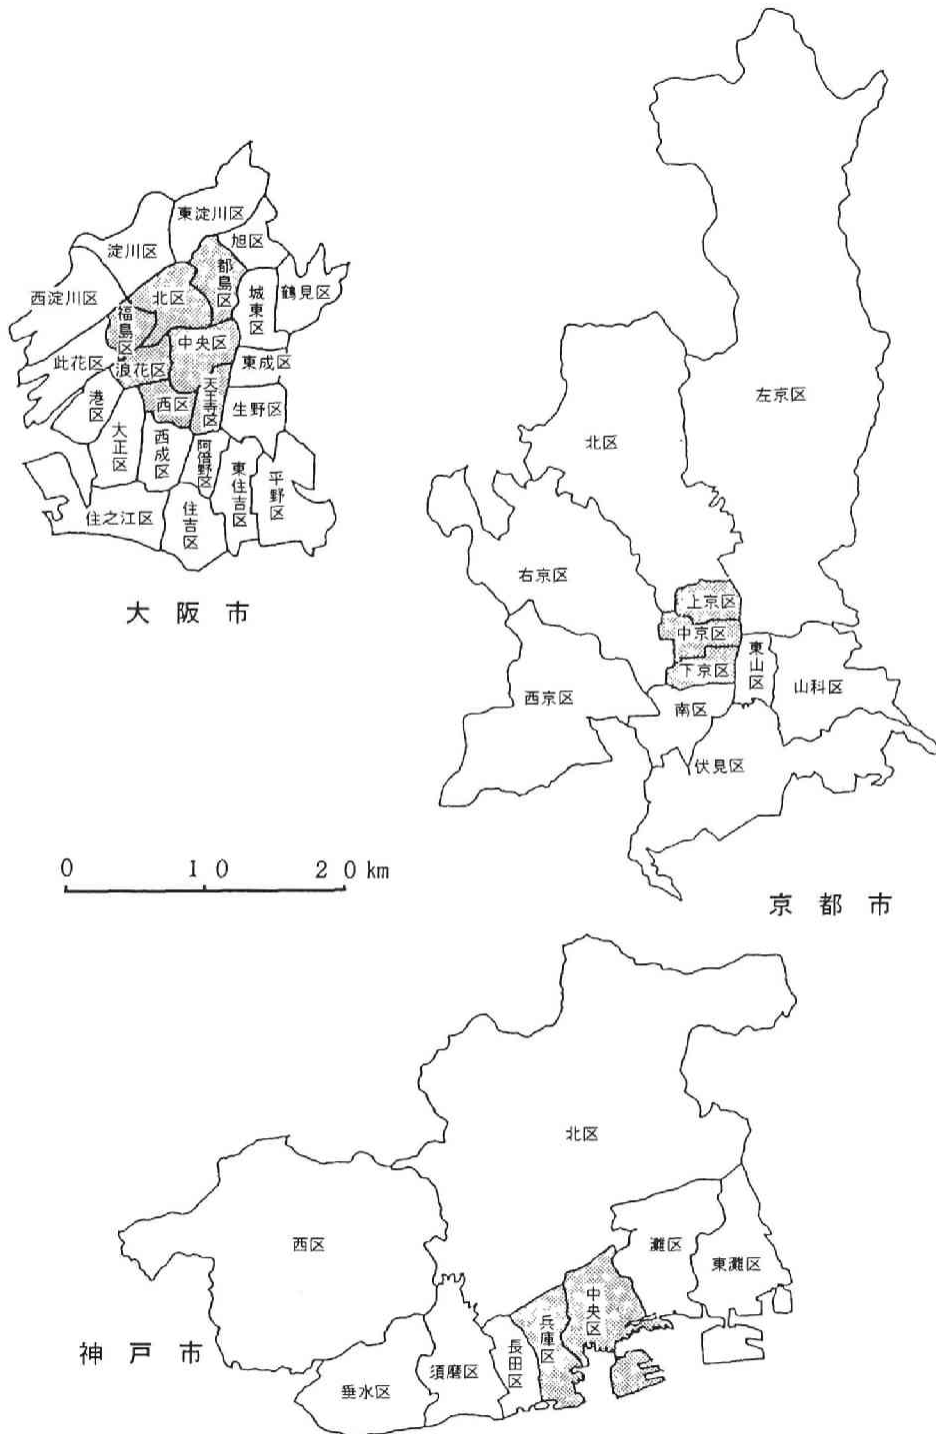 東淀川区
旭区
淀川区
都島区
鶴見区
西淀川区
北区
城東区
福島区
中央区
此花区
浪花区
東成区
港区
西区
天王寺区
生野区
大正区
西成区
阿倍野区
東住吉区
平野区
住之江区
住吉区
大阪市
左京区
北区
右京区
上京区
中京区
東山区
下京区
西京区
山科区
南区
伏見区
京都市
0 10 20km
北区
西区
灘区
東灘区
中央区
兵庫区
長田区
須磨区
垂水区
神戸市